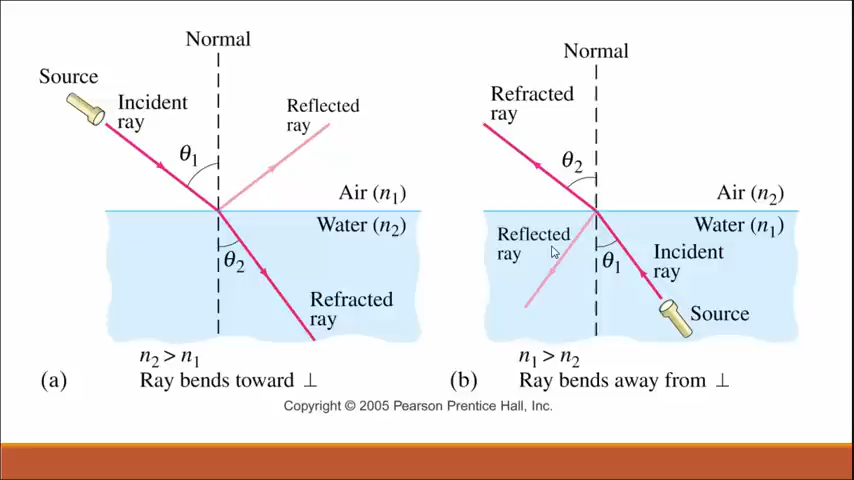 Normal
Source
Incident
ray
Reflected
ray
θ1
Air (n1)
Water (n2)
θ2
Refracted
ray
n2 > n1
(a) Ray bends toward ⊥
Normal
Refracted
ray
θ2
Air (n2)
Water (n1)
Reflected
ray
θ1
Incident
ray
Source
n1 > n2
(b) Ray bends away from ⊥
Copyright © 2005 Pearson Prentice Hall, Inc.